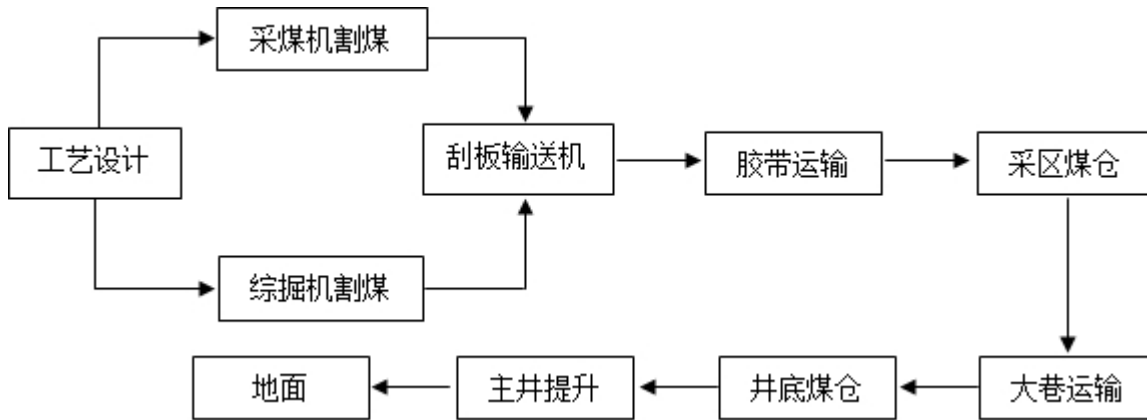 采煤机割煤
工艺设计
刮板输送机
胶带运输
采区煤仓
综掘机割煤
地面
主井提升
井底煤仓
大巷运输